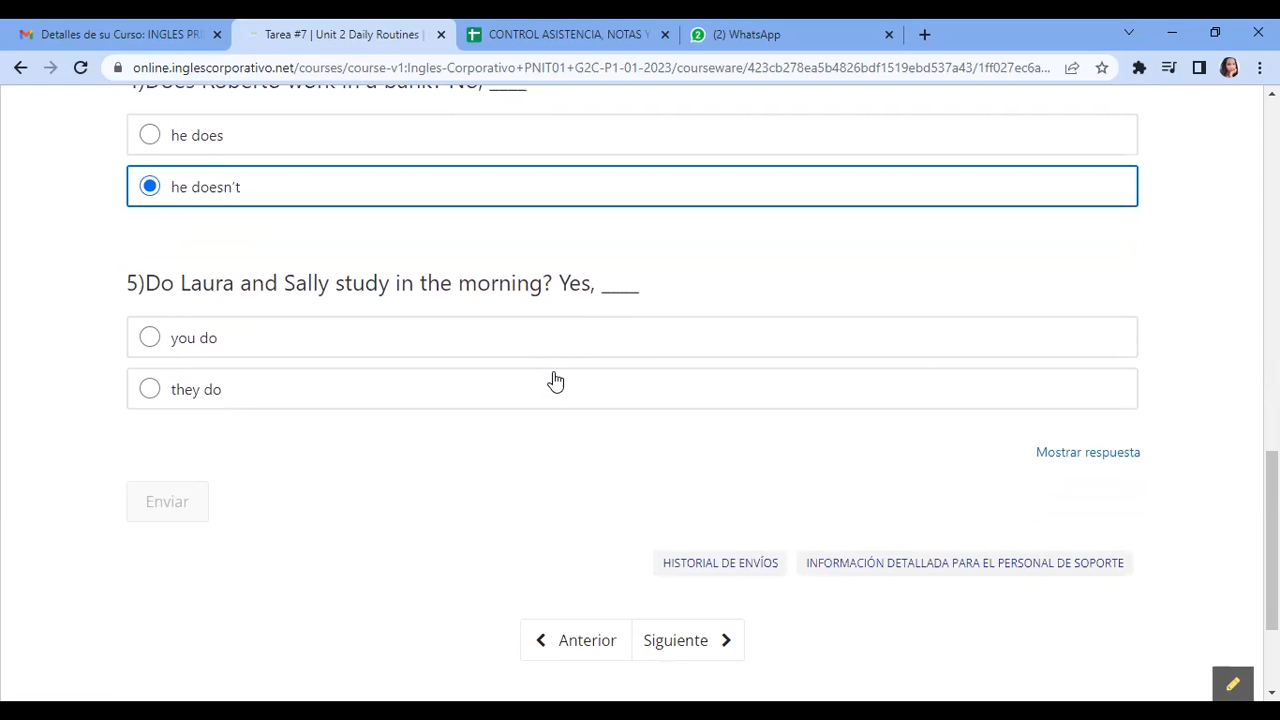 Detalles de su Curso: INGLES PRI
Tarea #7 | Unit 2 Daily Routines |
CONTROL ASISTENCIA, NOTAS Y
(2) WhatsApp
online.inglescorporativo.net/courses/course-v1:Ingles-Corporativo+PNIT01+G2C-P1-01-2023/courseware/423cb278ea5b4826bdf1519ebd537a43/1ff027ec6a...
4)Does Roberto work in a bank? No, ____
he does
he doesn't
5)Do Laura and Sally study in the morning? Yes, ____
you do
they do
Mostrar respuesta
Enviar
HISTORIAL DE ENVÍOS
INFORMACIÓN DETALLADA PARA EL PERSONAL DE SOPORTE
Anterior
Siguiente